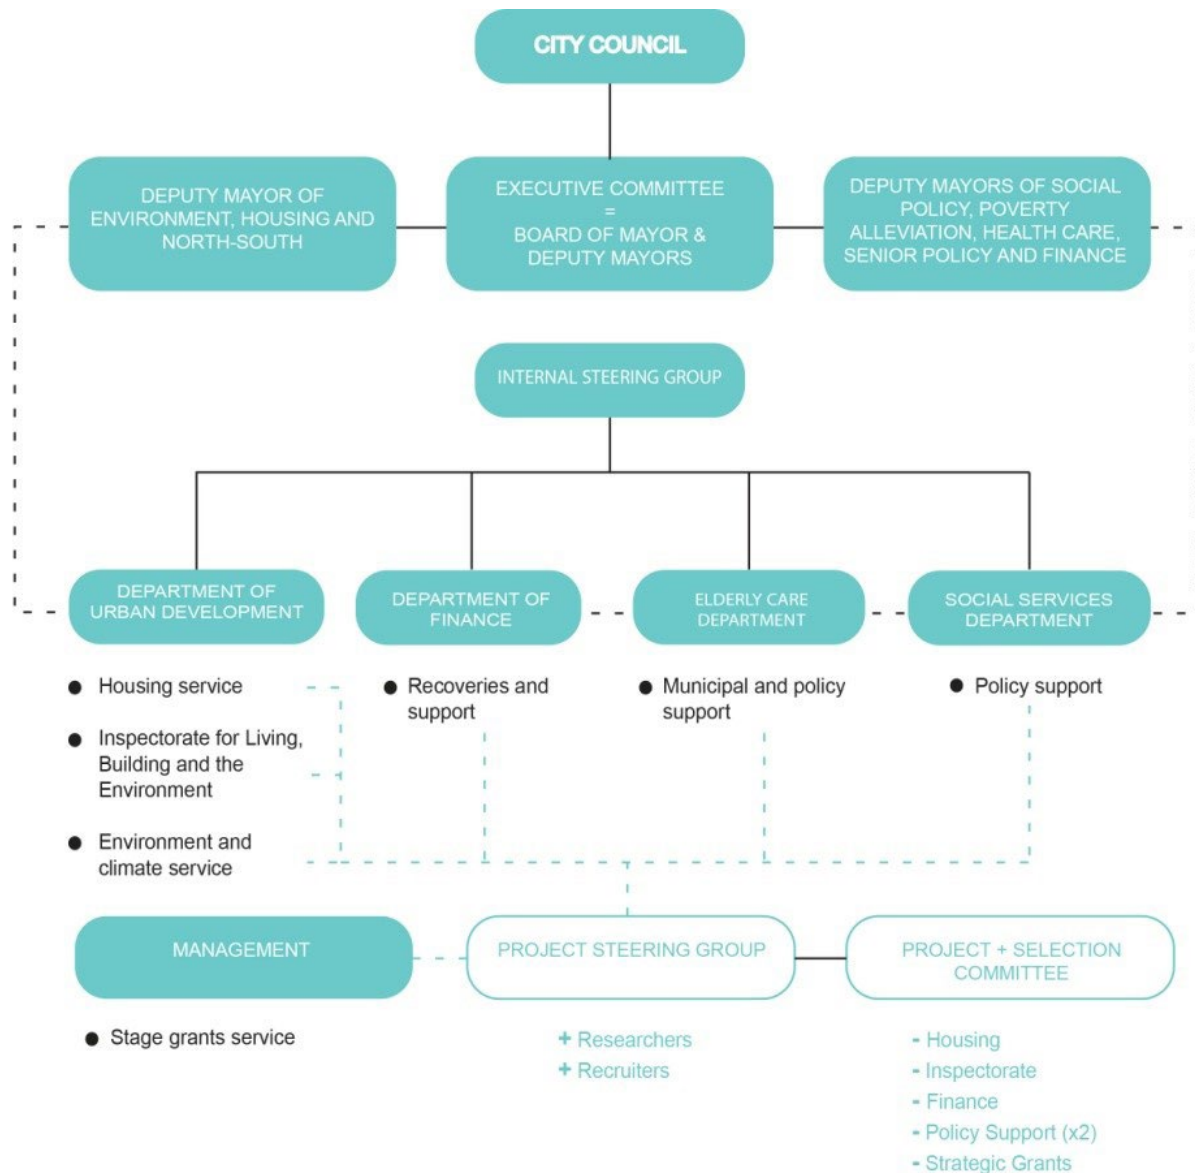 CITY COUNCIL
DEPUTY MAYOR OF
ENVIRONMENT, HOUSING AND
NORTH-SOUTH
EXECUTIVE COMMITTEE
=
BOARD OF MAYOR &
DEPUTY MAYORS
DEPUTY MAYORS OF SOCIAL
POLICY, POVERTY
ALLEVIATION, HEALTH CARE,
SENIOR POLICY AND FINANCE
INTERNAL STEERING GROUP
DEPARTMENT OF
URBAN DEVELOPMENT
DEPARTMENT OF
FINANCE
ELDERLY CARE
DEPARTMENT
SOCIAL SERVICES
DEPARTMENT
● Housing service
● Inspectorate for Living,
Building and the
Environment
● Environment and
climate service
● Recoveries and
support
● Municipal and policy
support
● Policy support
MANAGEMENT
PROJECT STEERING GROUP
PROJECT + SELECTION
COMMITTEE
● Stage grants service
+ Researchers
+ Recruiters
- Housing
- Inspectorate
- Finance
- Policy Support (x2)
- Strategic Grants